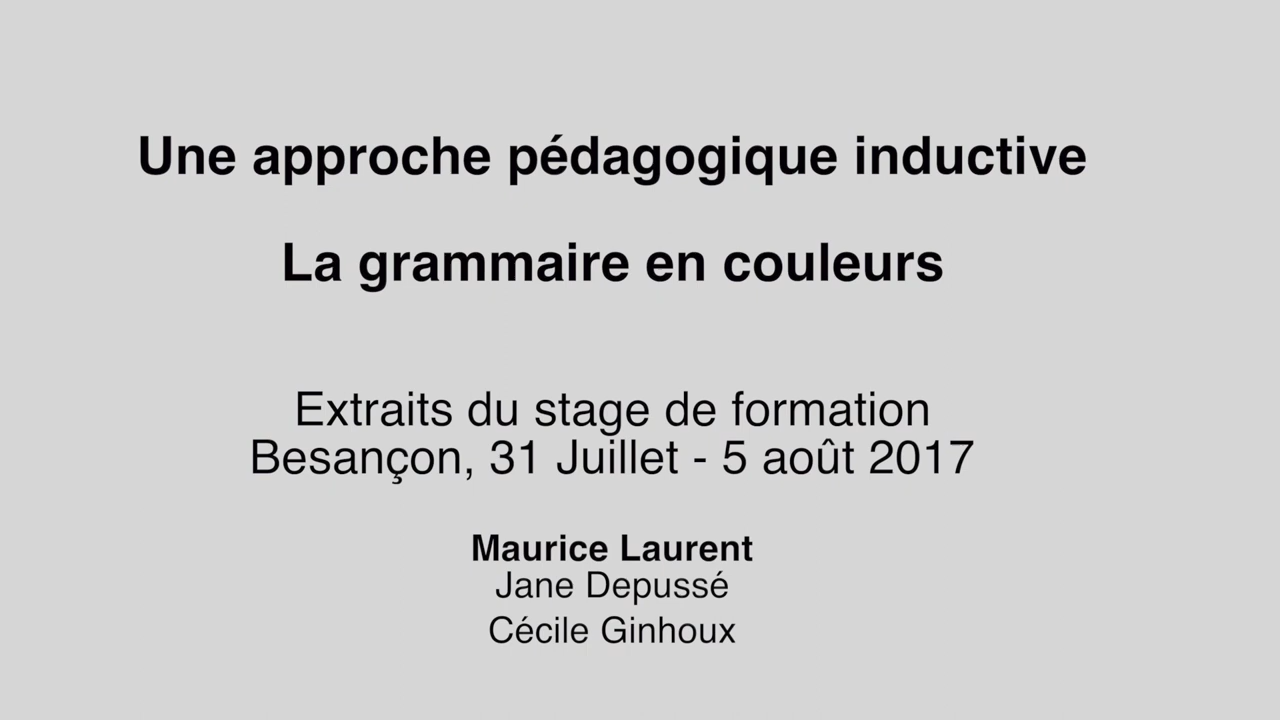 Une approche pédagogique inductive
La grammaire en couleurs
Extraits du stage de formation
Besançon, 31 Juillet - 5 août 2017
Maurice Laurent
Jane Depussé
Cécile Ginhoux